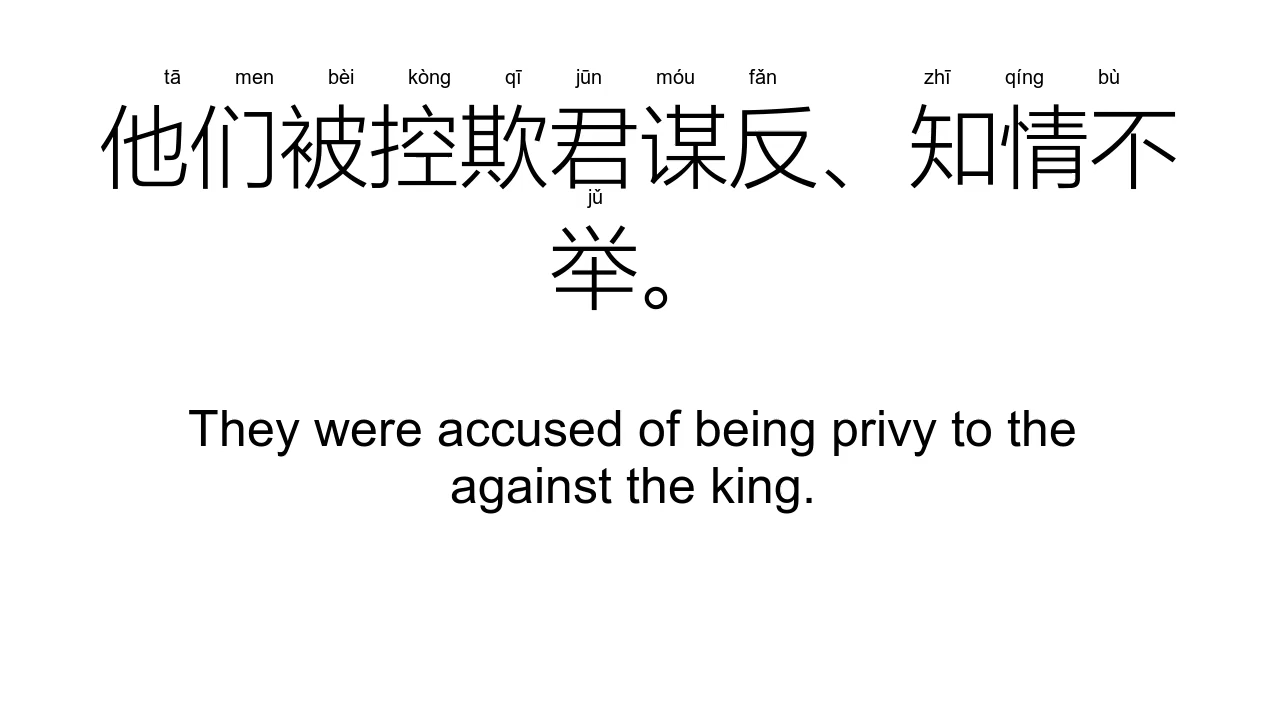 tā men bèi kòng qī jūn móu fǎn zhī qíng bù
他们被控欺君谋反、知情不
jǔ
举。
They were accused of being privy to the
against the king.